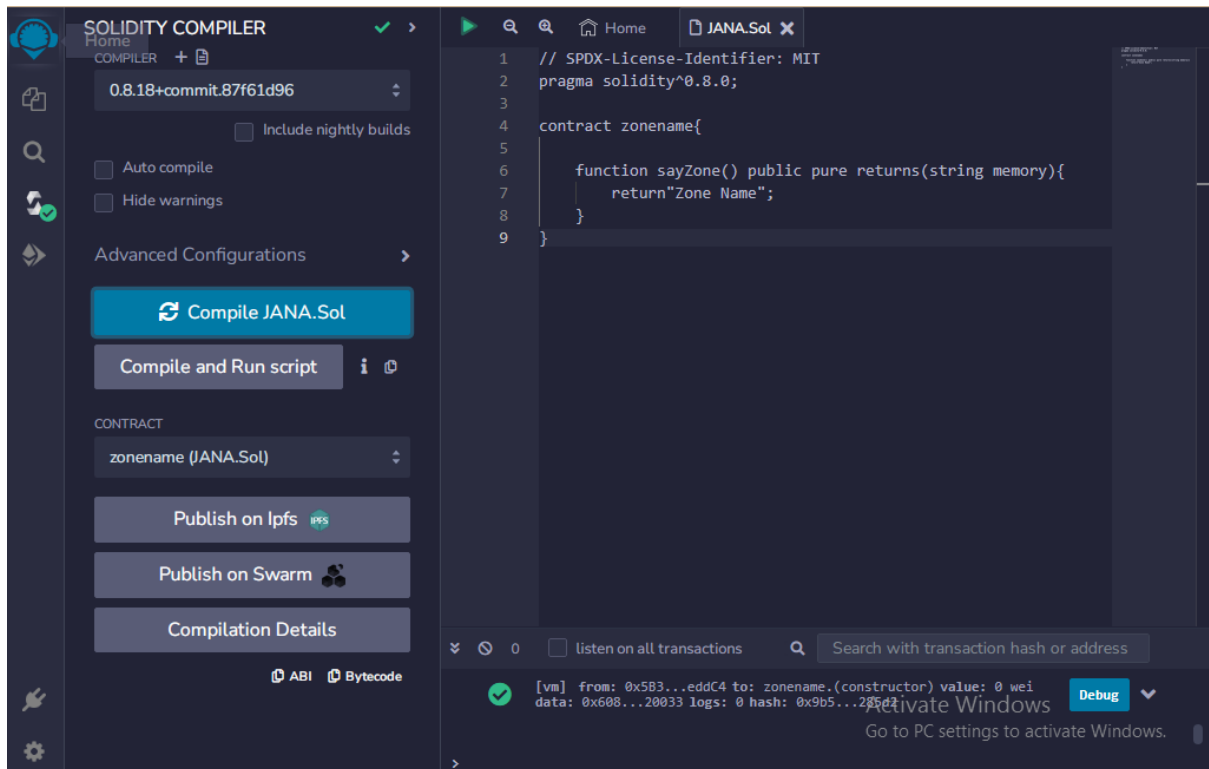 SOLIDITY COMPILER
Home
COMPILER
0.8.18+commit.87f61d96
Include nightly builds
Auto compile
Hide warnings
Advanced Configurations
Compile JANA.Sol
Compile and Run script
i
CONTRACT
zonename (JANA.Sol)
Publish on Ipfs IPFS
Publish on Swarm
Compilation Details
ABI Bytecode
Home JANA.Sol
1 // SPDX-License-Identifier: MIT
2 pragma solidity^0.8.0;
3
4 contract zonename{
5
6 function sayZone() public pure returns(string memory){
7 return"Zone Name";
8 }
9 }
0 listen on all transactions Search with transaction hash or address
[vm] from: 0x5B3...eddC4 to: zonename.(constructor) value: 0 wei
data: 0x608...20033 logs: 0 hash: 0x9b5...285d2
Debug
Activate Windows
Go to PC settings to activate Windows.
>